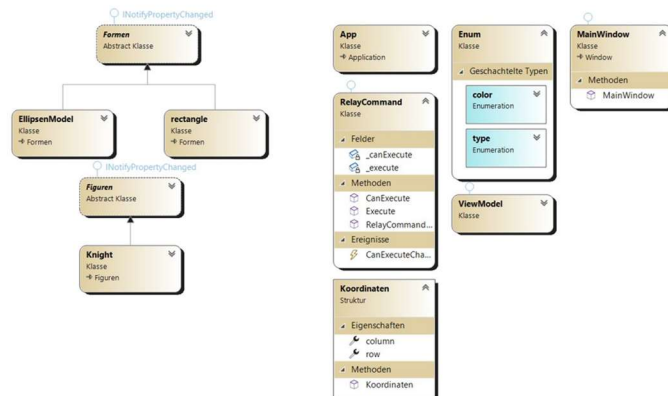 INotifyPropertyChanged
Formen
Abstract Klasse
EllipsenModel
Klasse
Formen
rectangle
Klasse
Formen
INotifyPropertyChanged
Figuren
Abstract Klasse
Knight
Klasse
Figuren
App
Klasse
Application
RelayCommand
Klasse
Felder
_canExecute
_execute
Methoden
CanExecute
Execute
RelayCommand...
Ereignisse
CanExecuteCha...
Koordinaten
Struktur
Eigenschaften
column
row
Methoden
Koordinaten
Enum
Klasse
Geschachtelte Typen
color
Enumeration
type
Enumeration
ViewModel
Klasse
MainWindow
Klasse
Window
Methoden
MainWindow